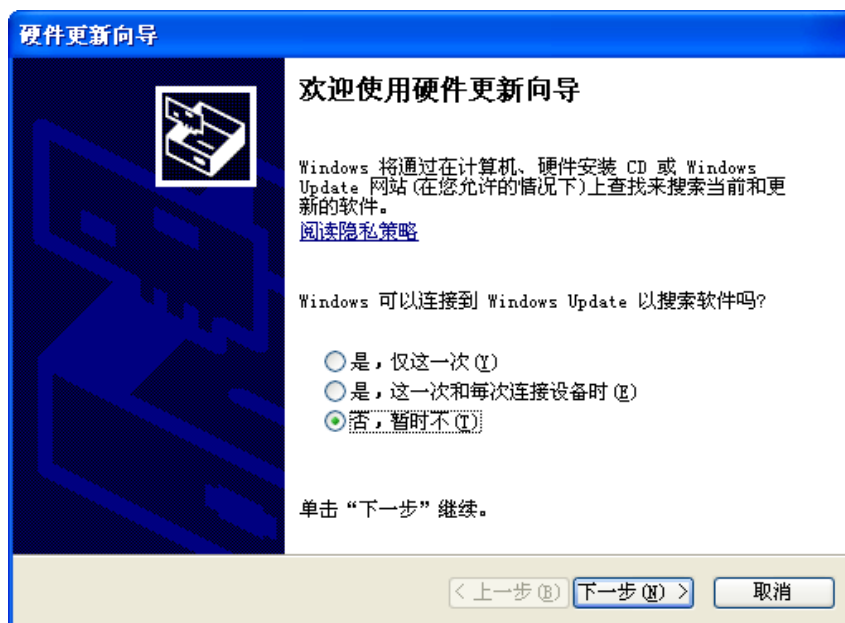 硬件更新向导
欢迎使用硬件更新向导
Windows 将通过在计算机、硬件安装 CD 或 Windows
Update 网站(在您允许的情况下)上查找来搜索当前和更
新的软件。
阅读隐私策略
Windows 可以连接到 Windows Update 以搜索软件吗?
是，仅这一次(Y)
是，这一次和每次连接设备时(E)
否，暂时不(T)
单击“下一步”继续。
< 上一步(B) 下一步(N) > 取消